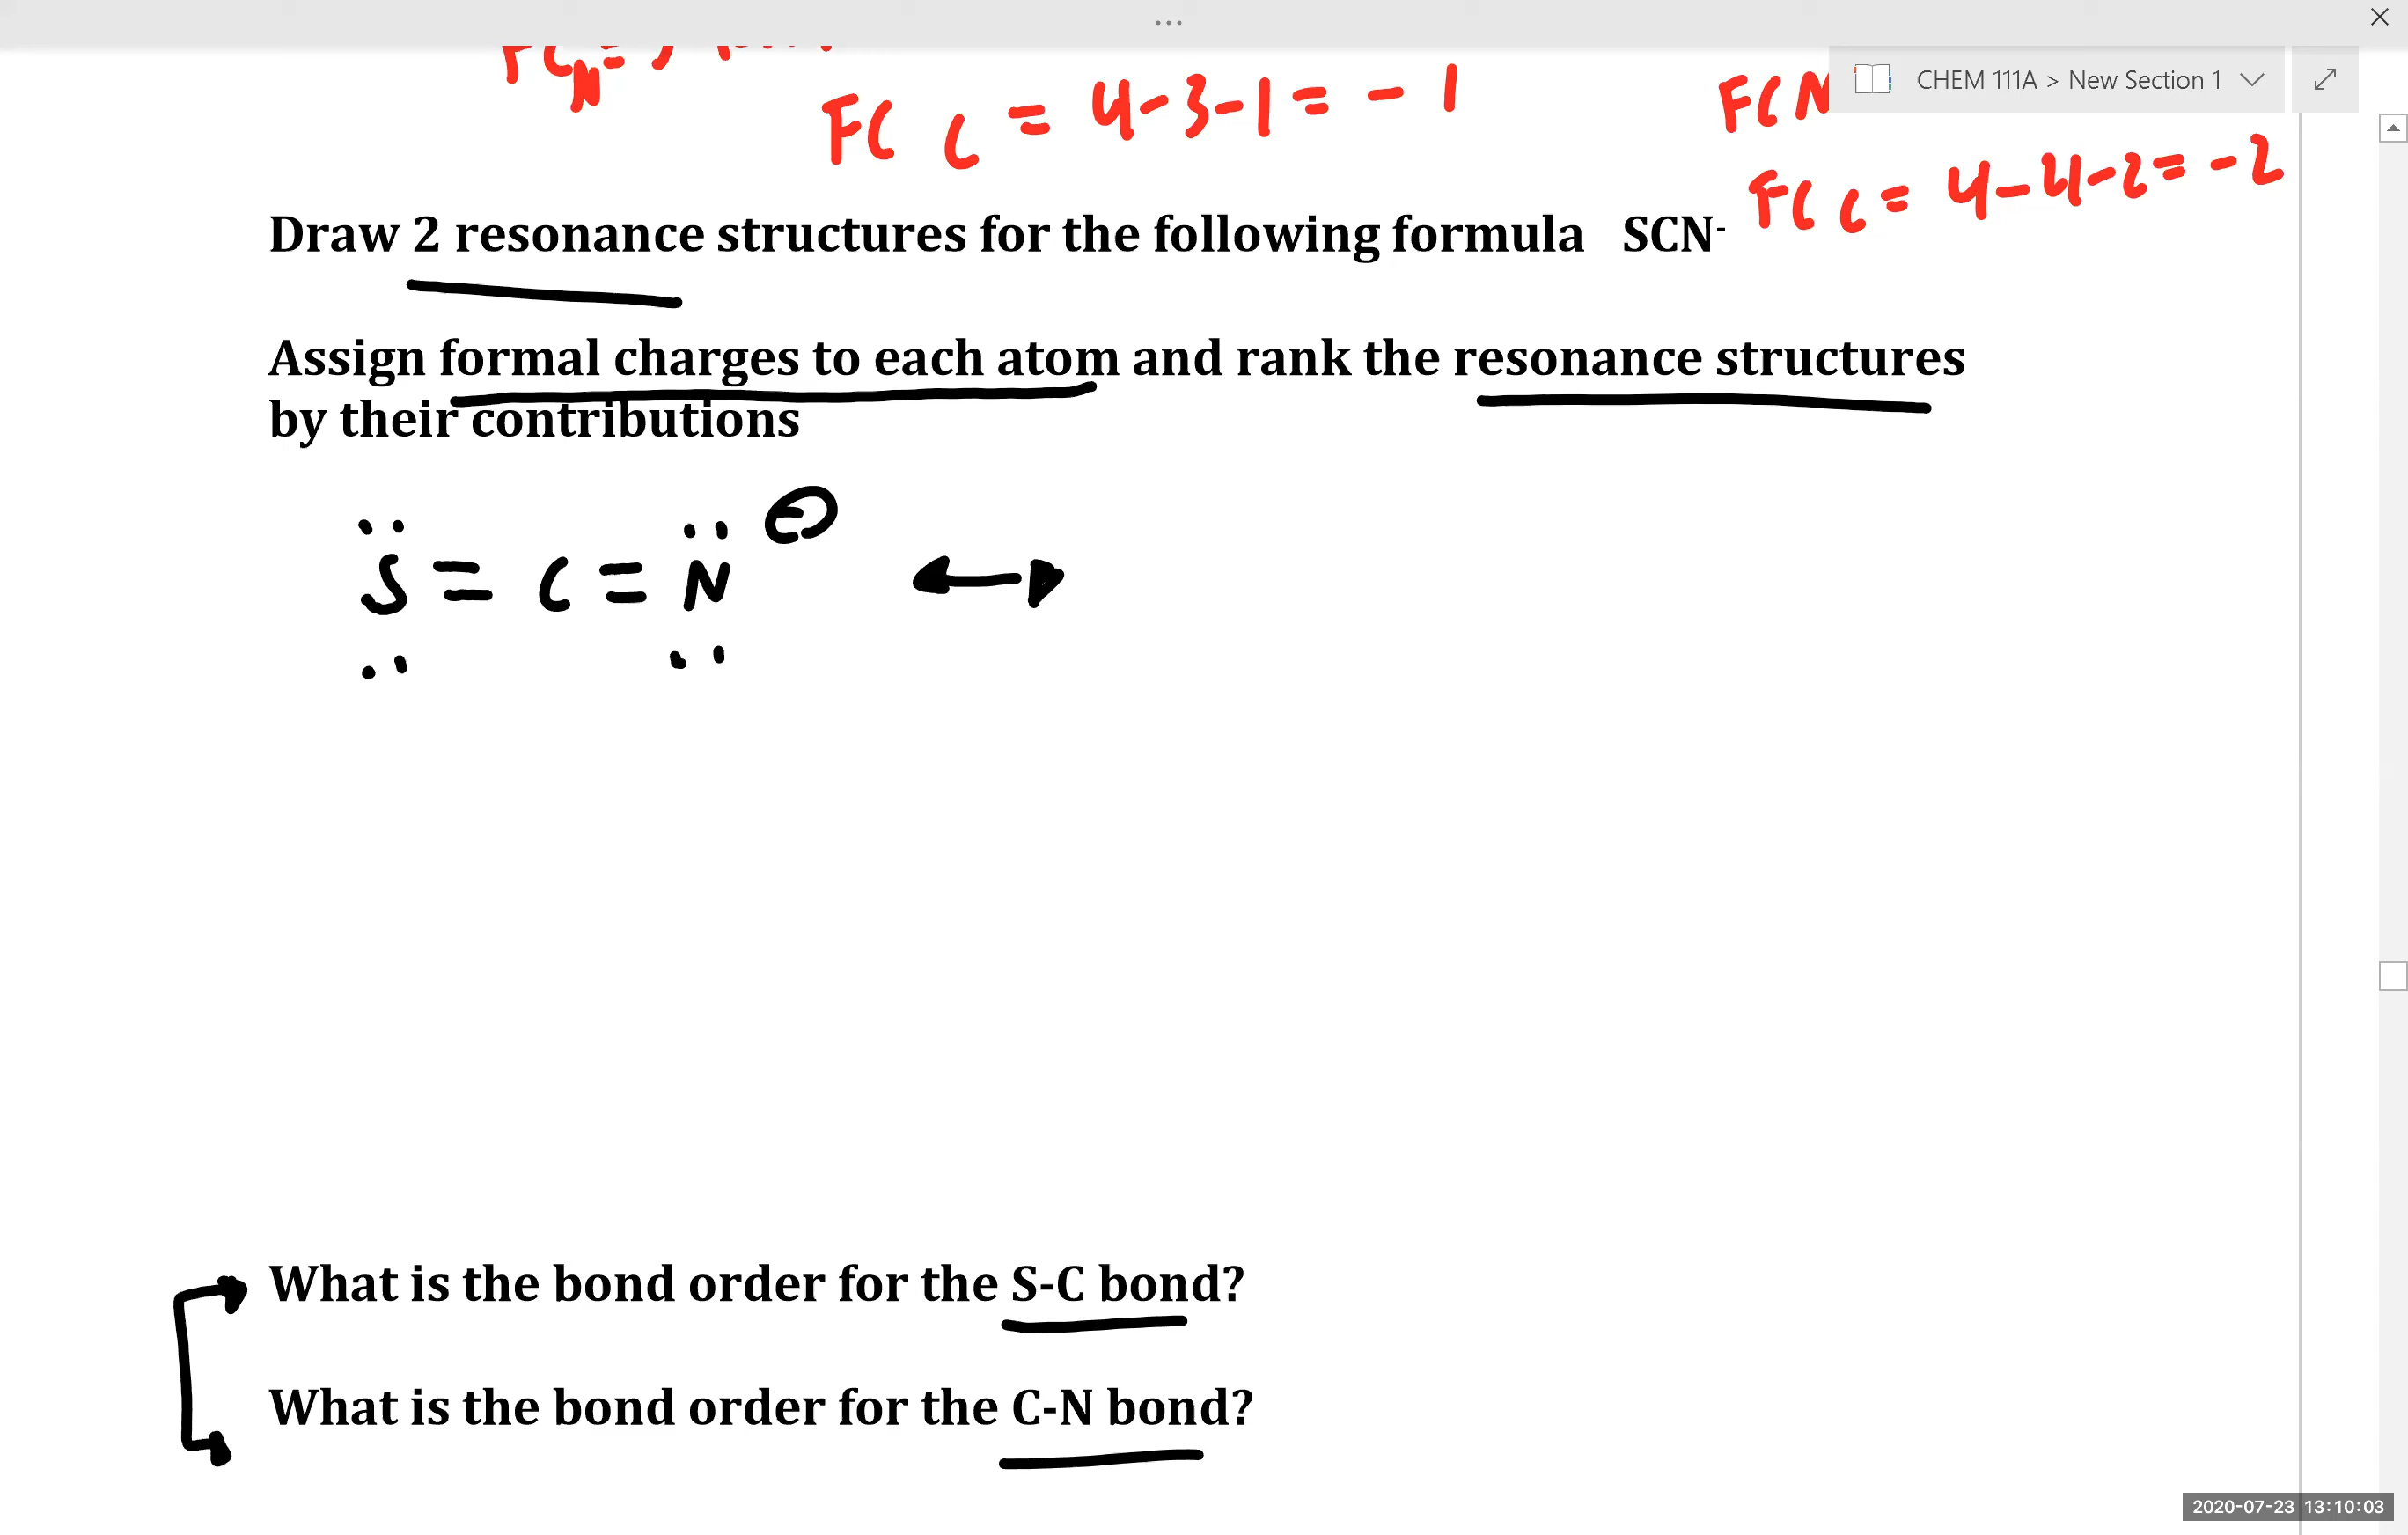 FC C = 4-3-1 = -1
FCN
CHEM 111A > New Section 1
FC C = 4-4-2 = -2
Draw 2 resonance structures for the following formula SCN-
Assign formal charges to each atom and rank the resonance structures
by their contributions
S = C = N ⊖ ↔
What is the bond order for the S-C bond?
What is the bond order for the C-N bond?
2020-07-23 13:10:03